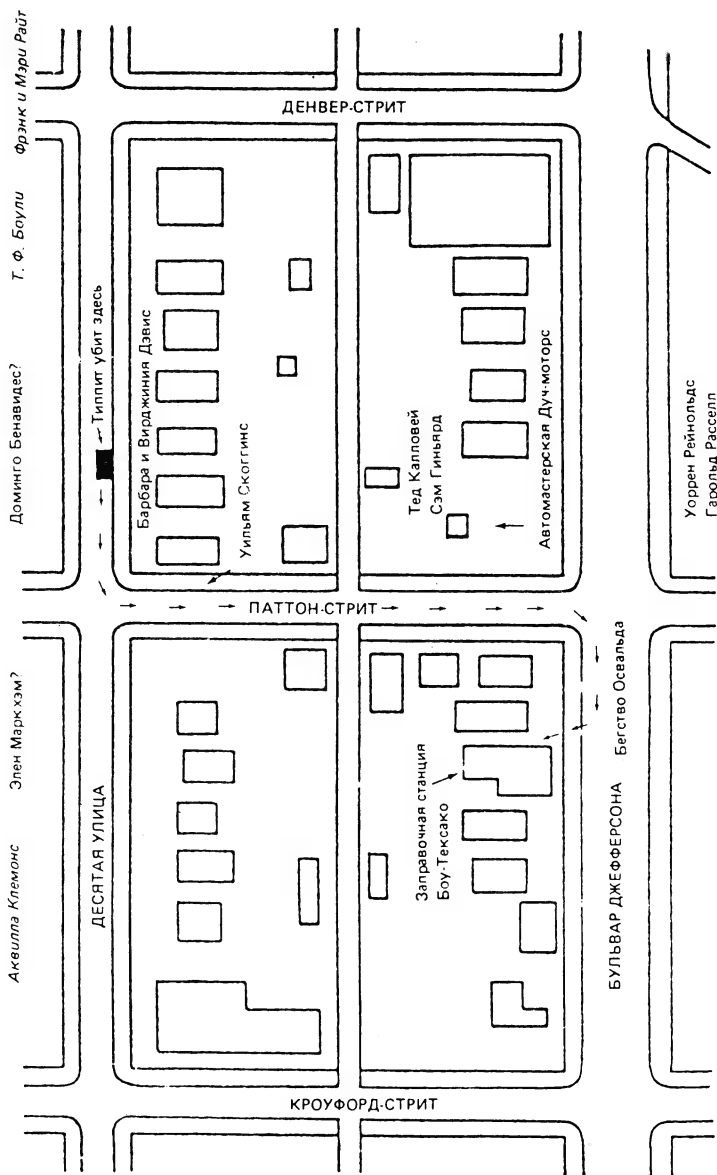 Аквилла Клемонс
Элен Маркхэм?
Доминго Бенавидес?
Т. Ф. Боули
Фрэнк и Мэри Райт
ДЕСЯТАЯ УЛИЦА
Типпит убит здесь
Барбара и Вирджиния Дэвис
Уильям Скоггинс
КРОУФОРД-СТРИТ
ПАТТОН-СТРИТ
ДЕНВЕР-СТРИТ
Заправочная станция
Боу-Тексако
Тед Калловей
Сэм Гиньярд
Автомастерская Дуч-моторс
БУЛЬВАР ДЖЕФФЕРСОНА
Бегство Освальда
Уоррен Рейнольдс
Гарольд Расселл